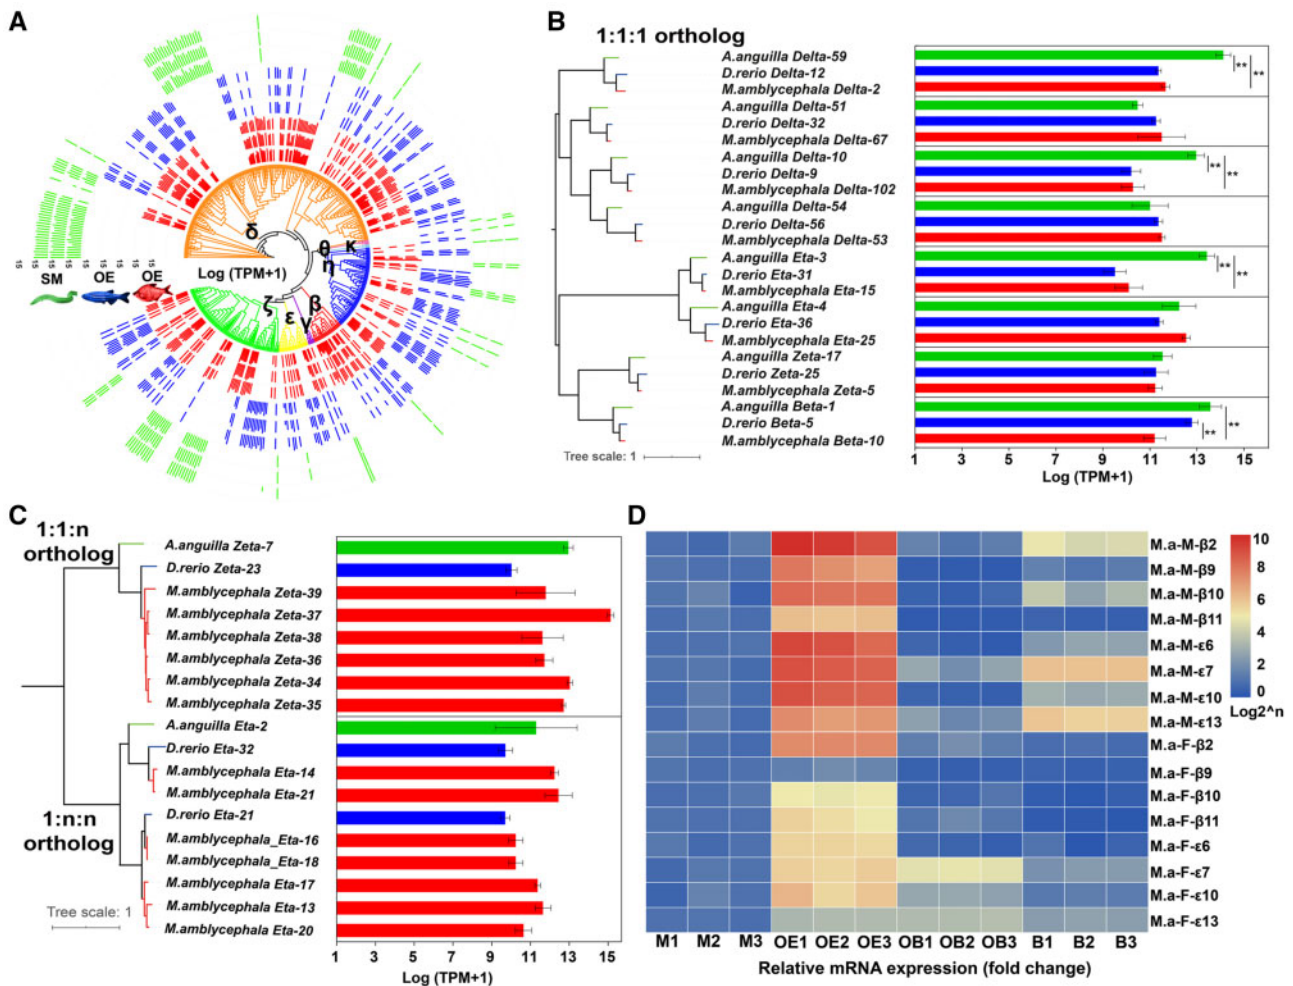 A
δ
θ
κ
η
Log (TPM+1)
15 15 15 15 15 15 15 15 15
SM
OE
OE
ζ
ε
γ
β
B
1:1:1 ortholog
A.anguilla Delta-59
D.rerio Delta-12
M.amblycephala Delta-2
A.anguilla Delta-51
D.rerio Delta-32
M.amblycephala Delta-67
A.anguilla Delta-10
D.rerio Delta-9
M.amblycephala Delta-102
A.anguilla Delta-54
D.rerio Delta-56
M.amblycephala Delta-53
A.anguilla Eta-3
D.rerio Eta-31
M.amblycephala Eta-15
A.anguilla Eta-4
D.rerio Eta-36
M.amblycephala Eta-25
A.anguilla Zeta-17
D.rerio Zeta-25
M.amblycephala Zeta-5
A.anguilla Beta-1
D.rerio Beta-5
M.amblycephala Beta-10
** **
** **
** **
** **
Tree scale: 1
1 3 5 7 9 11 13 15
Log (TPM+1)
C
1:1:n
ortholog
A.anguilla Zeta-7
D.rerio Zeta-23
M.amblycephala Zeta-39
M.amblycephala Zeta-37
M.amblycephala Zeta-38
M.amblycephala Zeta-36
M.amblycephala Zeta-34
M.amblycephala Zeta-35
A.anguilla Eta-2
D.rerio Eta-32
M.amblycephala Eta-14
M.amblycephala Eta-21
1:n:n
ortholog
D.rerio Eta-21
M.amblycephala_Eta-16
M.amblycephala_Eta-18
M.amblycephala Eta-17
M.amblycephala Eta-13
M.amblycephala Eta-20
Tree scale: 1
1 3 5 7 9 11 13 15
Log (TPM+1)
D
M.a-M-β2
M.a-M-β9
M.a-M-β10
M.a-M-β11
M.a-M-ε6
M.a-M-ε7
M.a-M-ε10
M.a-M-ε13
M.a-F-β2
M.a-F-β9
M.a-F-β10
M.a-F-β11
M.a-F-ε6
M.a-F-ε7
M.a-F-ε10
M.a-F-ε13
10
8
6
4
2
0
Log2^n
M1 M2 M3 OE1 OE2 OE3 OB1 OB2 OB3 B1 B2 B3
Relative mRNA expression (fold change)